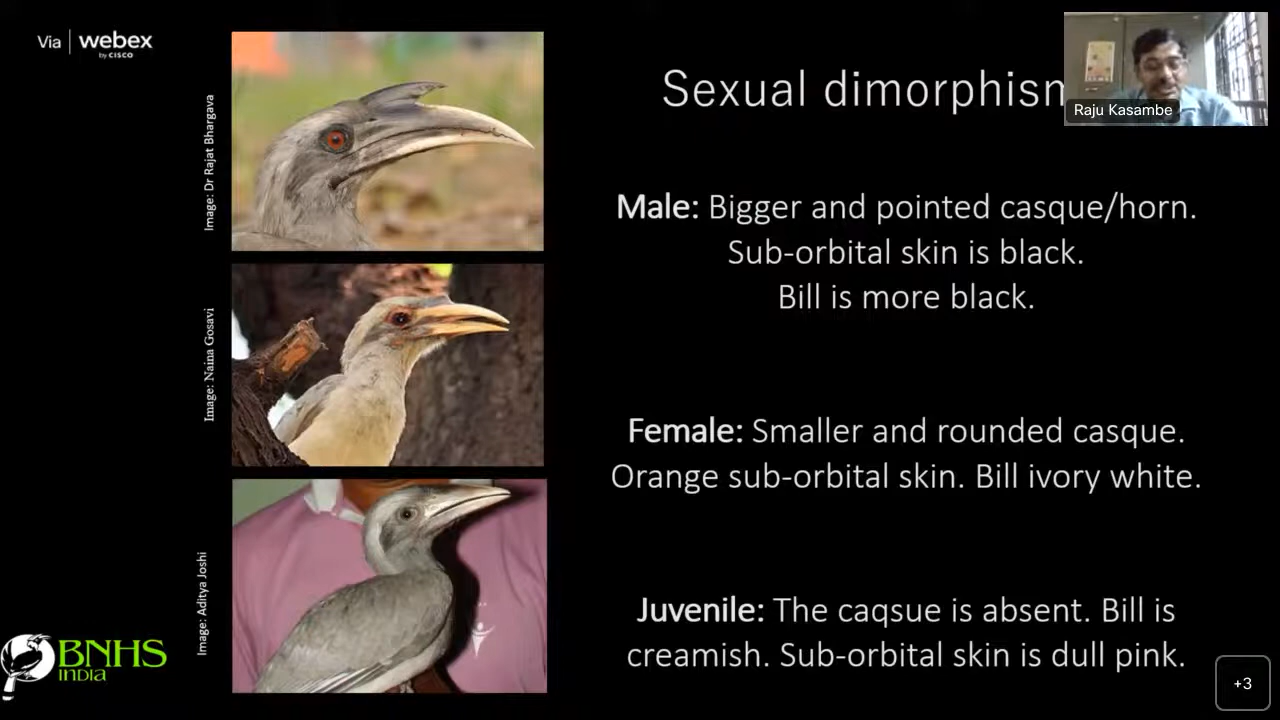 Via | webex
by CISCO
Image: Dr Rajat Bhargava
Image: Naina Gosavi
Image: Aditya Joshi
BNHS
INDIA
Sexual dimorphism
Raju Kasambe
Male: Bigger and pointed casque/horn.
Sub-orbital skin is black.
Bill is more black.
Female: Smaller and rounded casque.
Orange sub-orbital skin. Bill ivory white.
Juvenile: The caqsue is absent. Bill is
creamish. Sub-orbital skin is dull pink.
+3